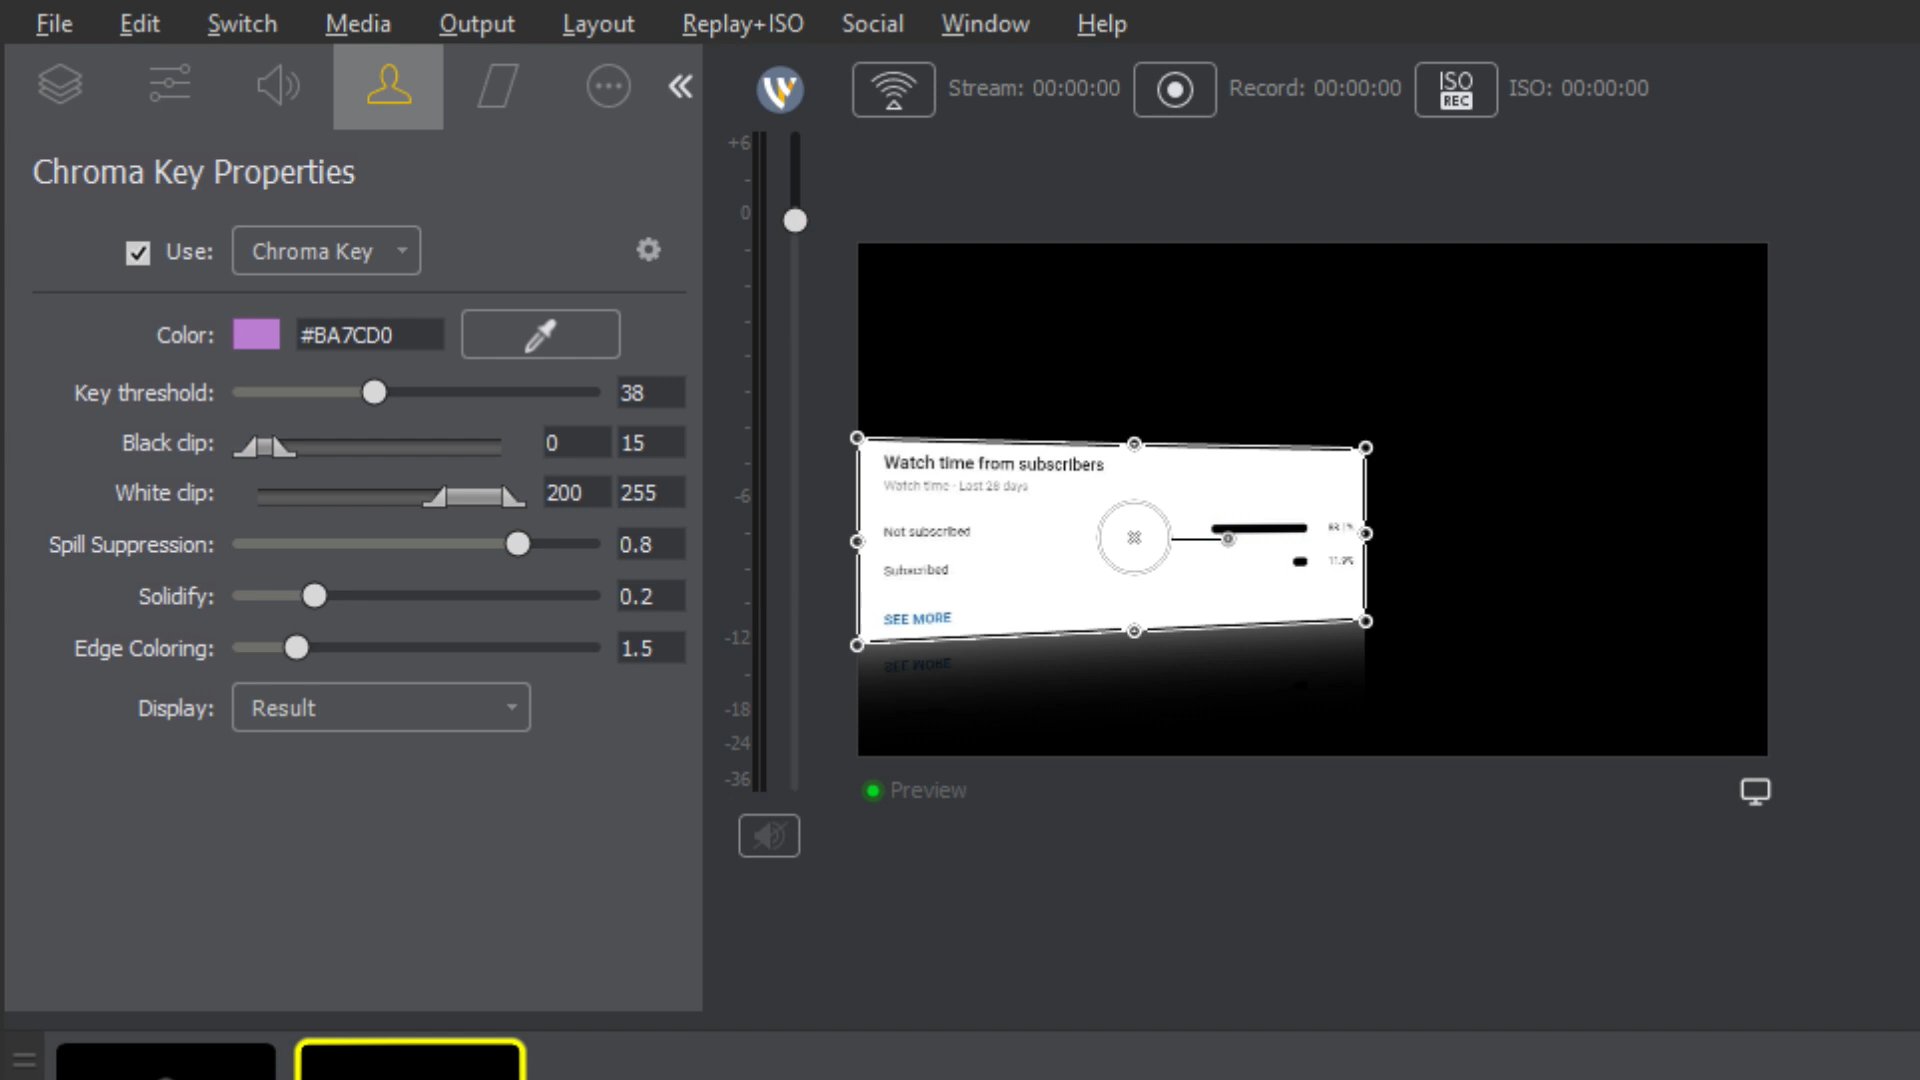 File Edit Switch Media Output Layout Replay+ISO Social Window Help
Stream: 00:00:00 Record: 00:00:00 ISO REC ISO: 00:00:00
Chroma Key Properties
Use: Chroma Key
Color: #BA7CD0
Key threshold: 38
Black clip: 0 15
White clip: 200 255
Spill Suppression: 0.8
Solidify: 0.2
Edge Coloring: 1.5
Display: Result
+6
0
-6
-12
-18
-24
-36
Watch time from subscribers
Watch time - Last 28 days
Not subscribed
Subscribed 11.9%
SEE MORE
SEE MORE
Preview